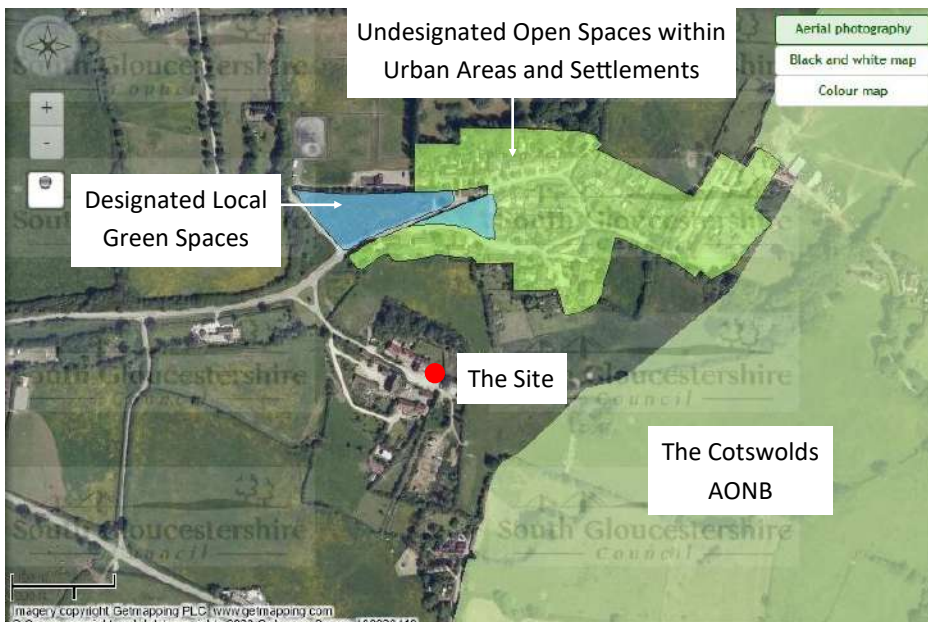 Undesignated Open Spaces within
Urban Areas and Settlements
Aerial photography
Black and white map
Colour map
+
-
Designated Local
Green Spaces
The Site
The Cotswolds
AONB
South Gloucestershire
Council
South Gloucestershire
Council
South Gloucestershire
Council
South Gloucestershire
Council
Imagery copyright Getmapping PLC www.getmapping.com